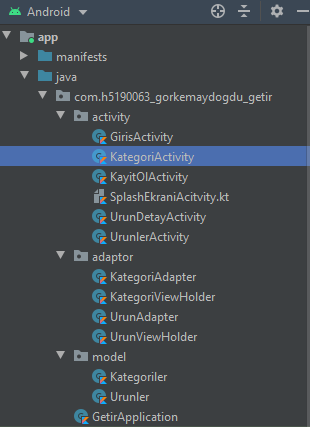 Android
app
manifests
java
com.h5190063_gorkemaydogdu_getir
activity
GirisActivity
KategoriActivity
KayitOlActivity
SplashEkraniAcitvity.kt
UrunDetayActivity
UrunlerActivity
adaptor
KategoriAdapter
KategoriViewHolder
UrunAdapter
UrunViewHolder
model
Kategoriler
Urunler
GetirApplication